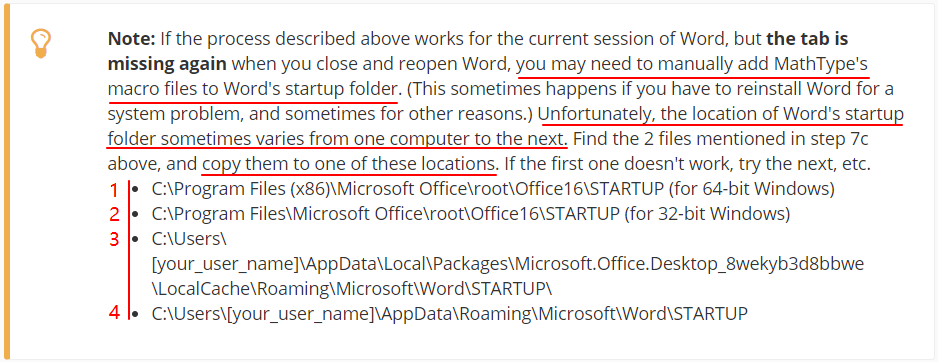 Note: If the process described above works for the current session of Word, but the tab is
missing again when you close and reopen Word, you may need to manually add MathType's
macro files to Word's startup folder. (This sometimes happens if you have to reinstall Word for a
system problem, and sometimes for other reasons.) Unfortunately, the location of Word's startup
folder sometimes varies from one computer to the next. Find the 2 files mentioned in step 7c
above, and copy them to one of these locations. If the first one doesn't work, try the next, etc.
1 • C:\Program Files (x86)\Microsoft Office\root\Office16\STARTUP (for 64-bit Windows)
2 • C:\Program Files\Microsoft Office\root\Office16\STARTUP (for 32-bit Windows)
3 • C:\Users\
[your_user_name]\AppData\Local\Packages\Microsoft.Office.Desktop_8wekyb3d8bbwe
\LocalCache\Roaming\Microsoft\Word\STARTUP\
4 • C:\Users\[your_user_name]\AppData\Roaming\Microsoft\Word\STARTUP